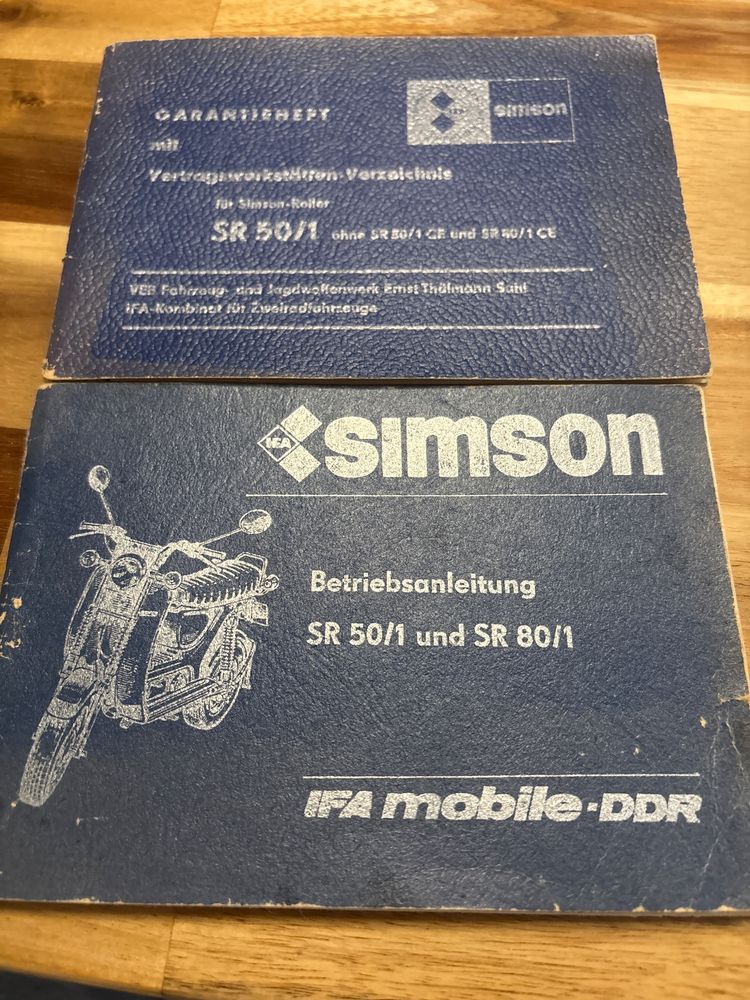 GARANTIEHEFT
simson
mit
Vertragswerkstätten-Verzeichnis
für Simson-Roller
SR 50/1 ohne SR 50/1 CE und SR 80/1 CE
VEB Fahrzeug- und Jagdwaffenwerk Ernst Thälmann Suhl
IFA-Kombinat für Zweiradfahrzeuge
IFA simson
Betriebsanleitung
SR 50/1 und SR 80/1
IFA mobile-DDR